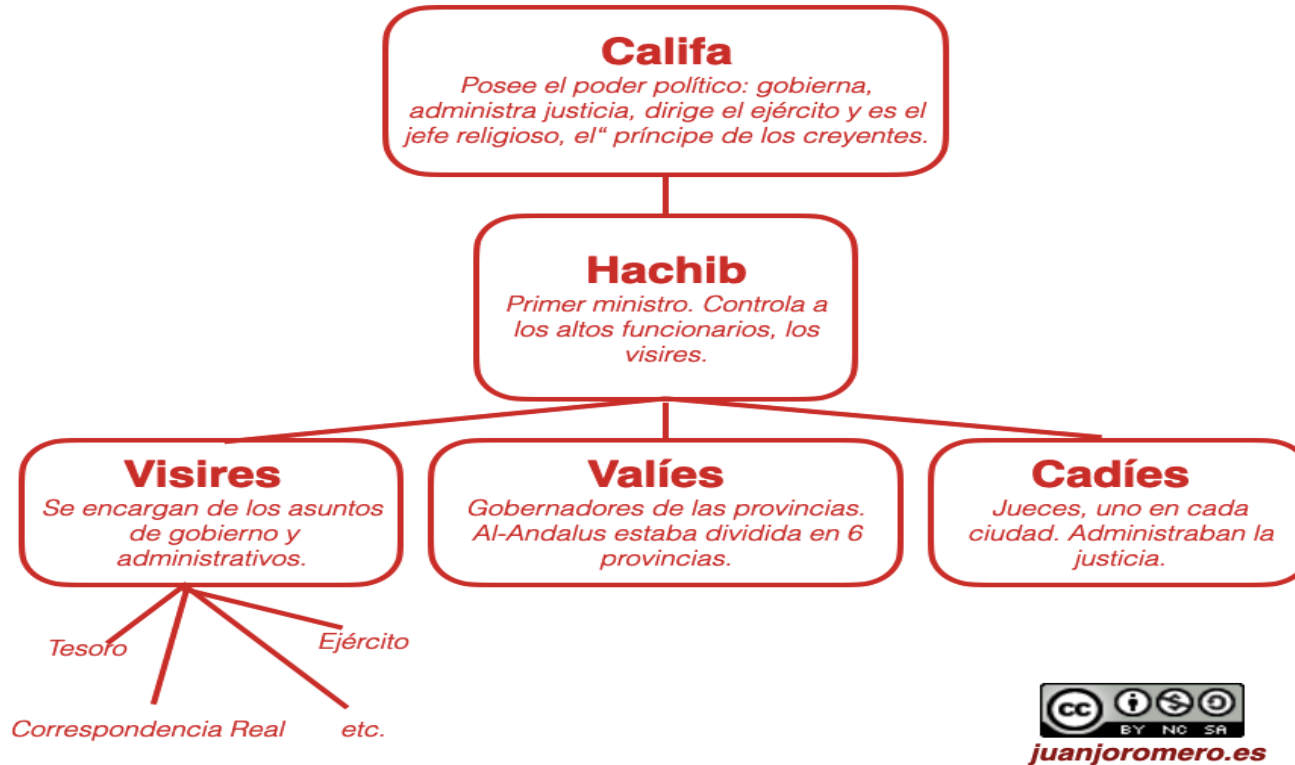 Califa
Posee el poder político: gobierna,
administra justicia, dirige el ejército y es el
jefe religioso, el“ príncipe de los creyentes.
Hachib
Primer ministro. Controla a
los altos funcionarios, los
visires.
Visires
Se encargan de los asuntos
de gobierno y
administrativos.
Valíes
Gobernadores de las provincias.
Al-Andalus estaba dividida en 6
provincias.
Cadíes
Jueces, uno en cada
ciudad. Administraban la
justicia.
Tesoro
Ejército
Correspondencia Real
etc.
cc
BY NC SA
juanjoromero.es